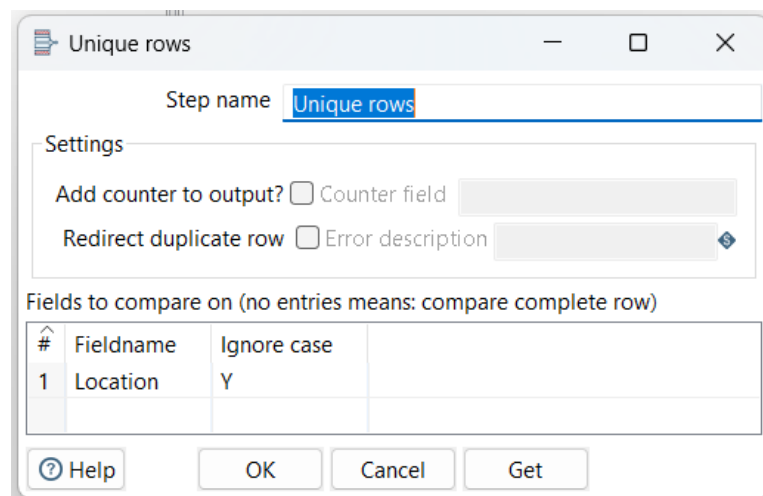 Unique rows
Step name Unique rows
Settings
Add counter to output? Counter field
Redirect duplicate row Error description
Fields to compare on (no entries means: compare complete row)
# Fieldname Ignore case
1 Location Y
Help OK Cancel Get